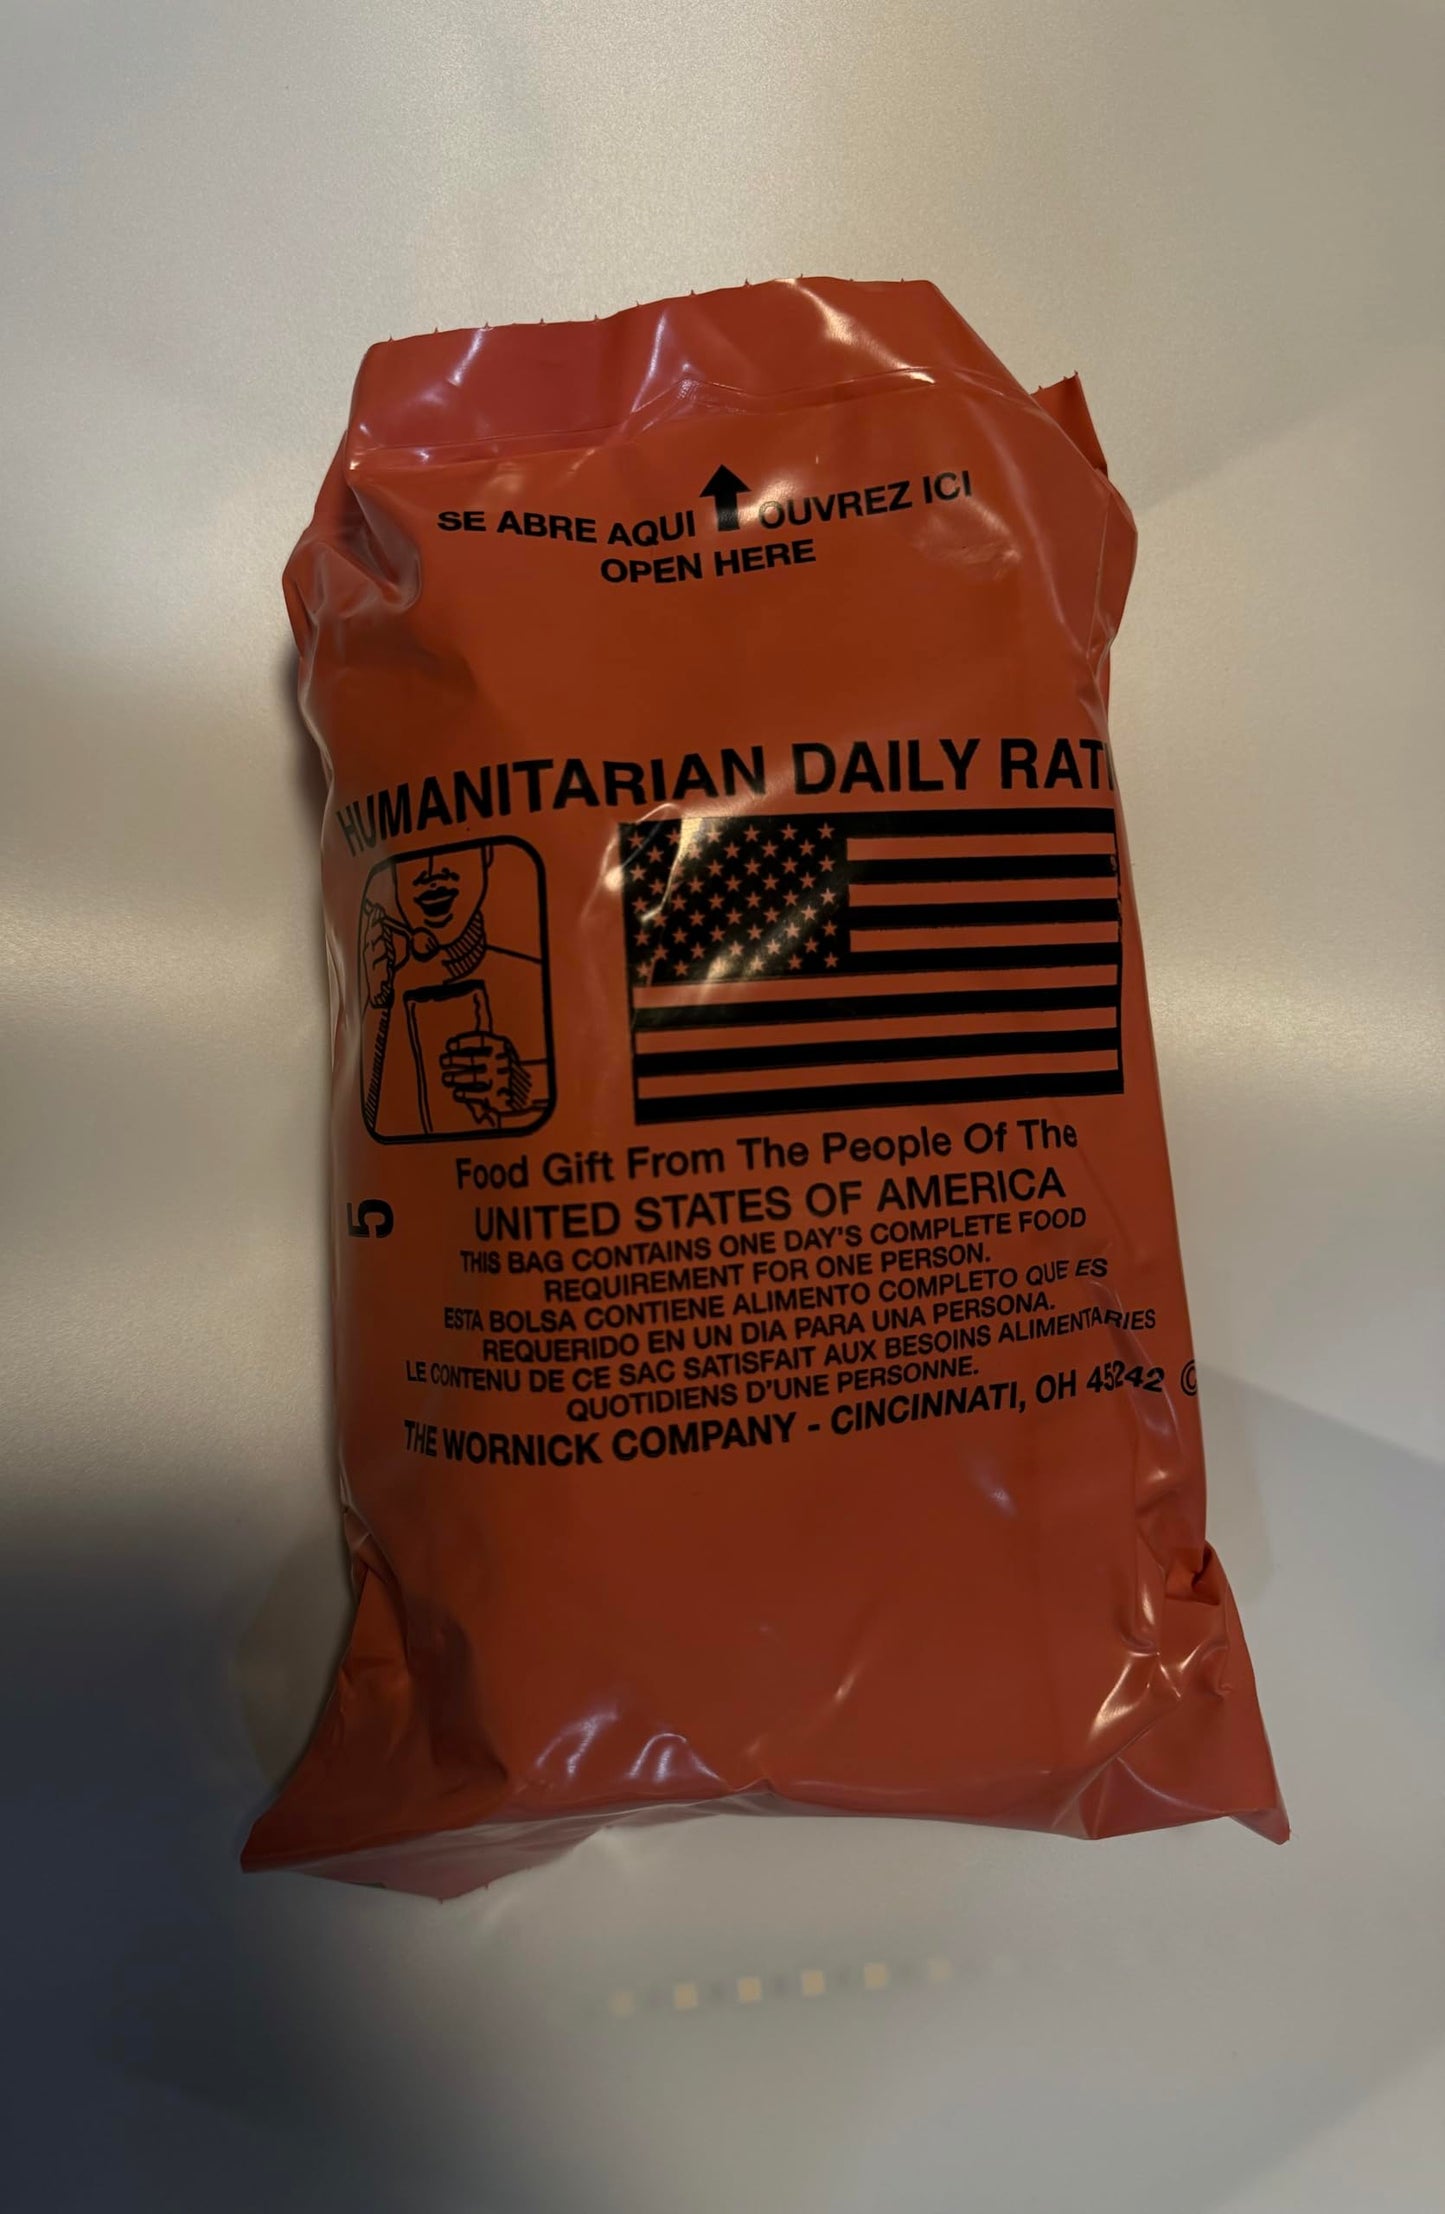 SE ABRE AQUI OUVREZ ICI
OPEN HERE
HUMANITARIAN DAILY RATI
Food Gift From The People Of The
UNITED STATES OF AMERICA
5
THIS BAG CONTAINS ONE DAY'S COMPLETE FOOD
REQUIREMENT FOR ONE PERSON.
ESTA BOLSA CONTIENE ALIMENTO COMPLETO QUE ES
REQUERIDO EN UN DIA PARA UNA PERSONA.
LE CONTENU DE CE SAC SATISFAIT AUX BESOINS ALIMENTARIES
QUOTIDIENS D'UNE PERSONNE.
THE WORNICK COMPANY - CINCINNATI, OH 45242 ©